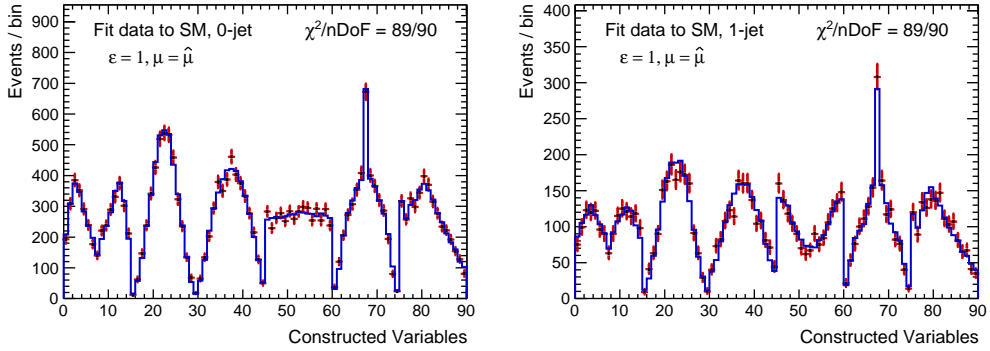 Events / bin
900
800
700
600
500
400
300
200
100
0
Fit data to SM, 0-jet
χ²/nDoF = 89/90
ε = 1, μ = μ̂
0 10 20 30 40 50 60 70 80 90
Constructed Variables
Events / bin
400
350
300
250
200
150
100
50
0
Fit data to SM, 1-jet
χ²/nDoF = 89/90
ε = 1, μ = μ̂
0 10 20 30 40 50 60 70 80 90
Constructed Variables